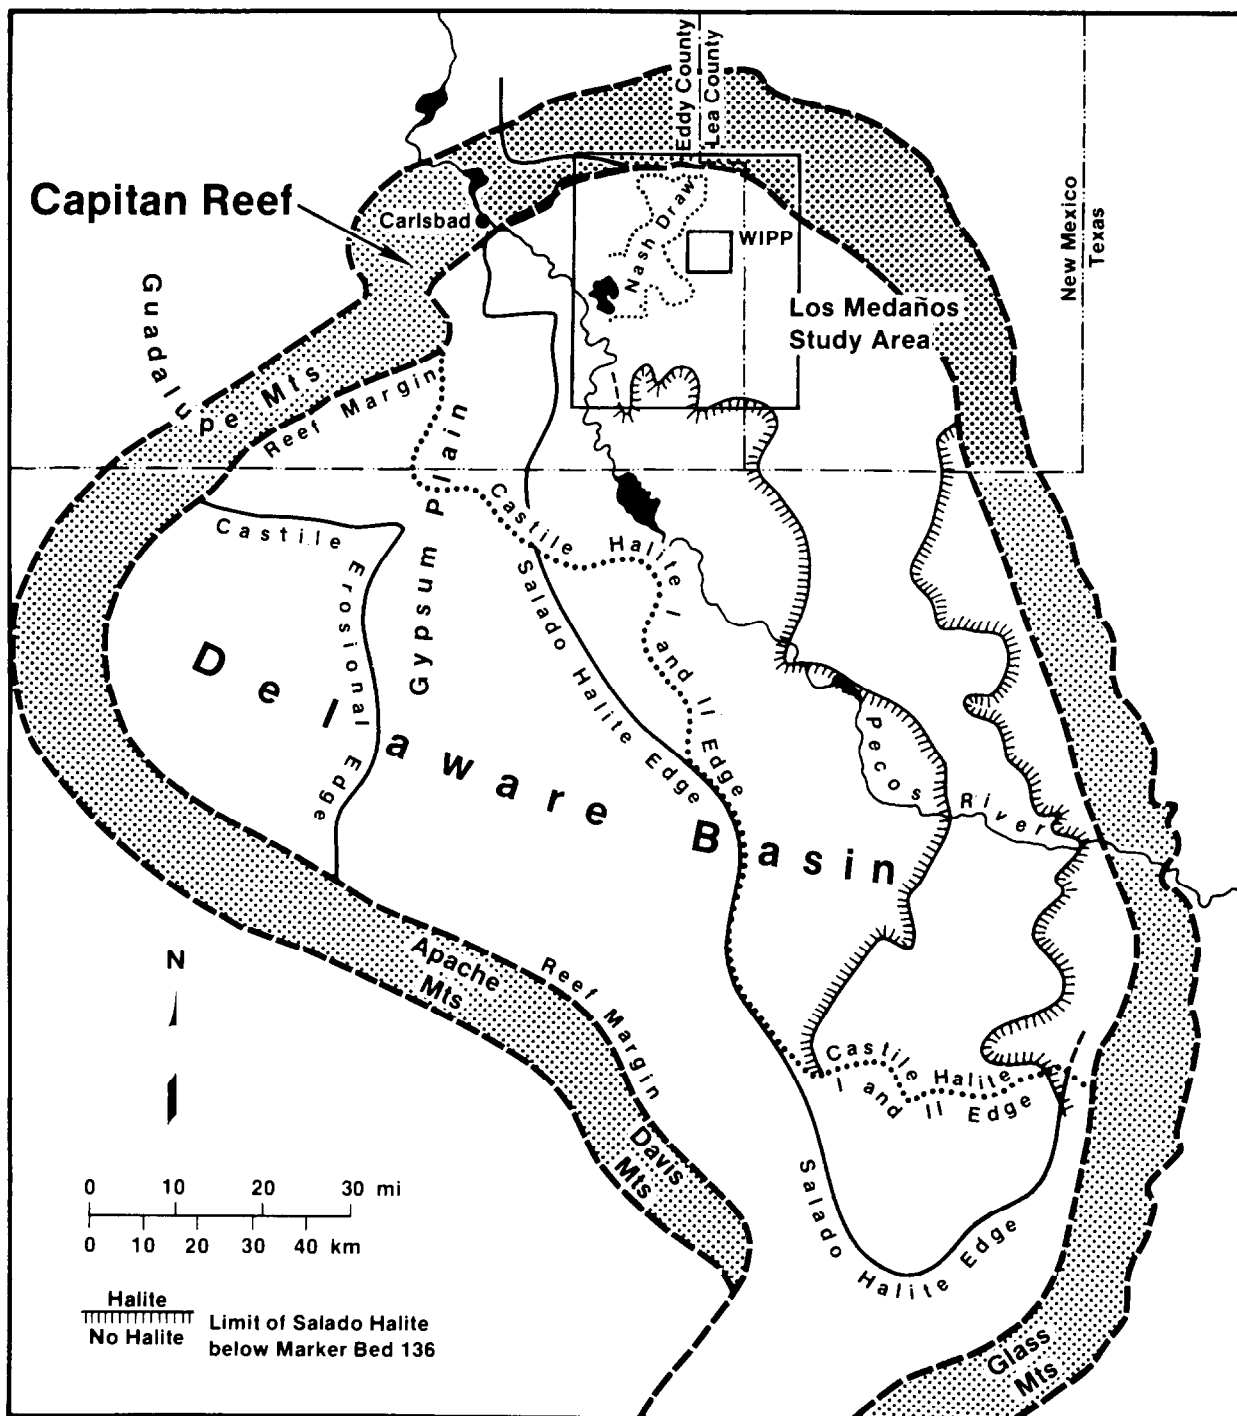 Eddy County
Lea County
Capitan Reef
Carlsbad
Nash Draw
WIPP
New Mexico
Texas
Los Medaños
Study Area
Guadalupe Mts
Reef Margin
Gypsum Plain
Castile Erosional Edge
Castile Halite I and II Edge
Salado Halite Edge
Delaware Basin
Pecos River
N
Apache
Mts
Reef Margin
Davis
Mts
Castile Halite
I and II Edge
Salado Halite Edge
Glass
Mts
0 10 20 30 mi
0 10 20 30 40 km
Halite
No Halite
Limit of Salado Halite
below Marker Bed 136